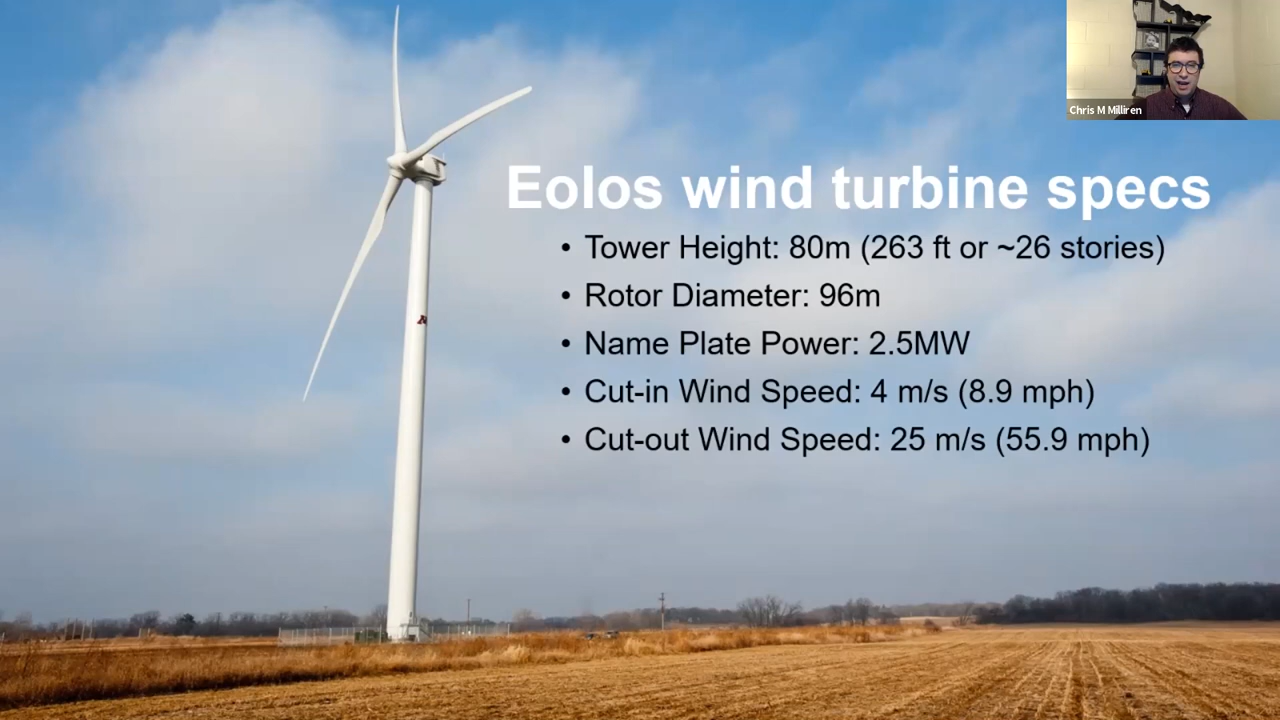 Chris M Milliren
Eolos wind turbine specs
• Tower Height: 80m (263 ft or ~26 stories)
• Rotor Diameter: 96m
• Name Plate Power: 2.5MW
• Cut-in Wind Speed: 4 m/s (8.9 mph)
• Cut-out Wind Speed: 25 m/s (55.9 mph)
M